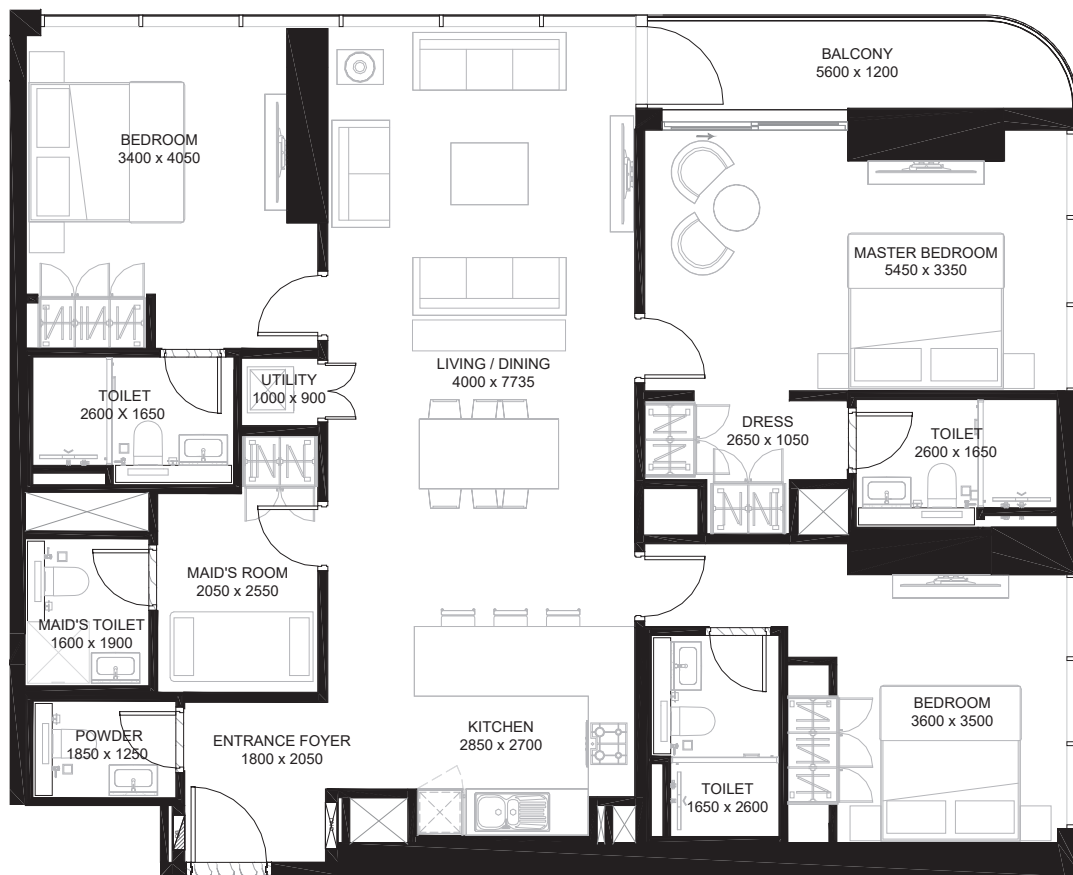 BALCONY
5600 x 1200
BEDROOM
3400 x 4050
MASTER BEDROOM
5450 x 3350
LIVING / DINING
4000 x 7735
UTILITY
1000 x 900
TOILET
2600 X 1650
DRESS
2650 x 1050
TOILET
2600 x 1650
MAID'S ROOM
2050 x 2550
MAID'S TOILET
1600 x 1900
BEDROOM
3600 x 3500
POWDER
1850 x 1250
ENTRANCE FOYER
1800 x 2050
KITCHEN
2850 x 2700
TOILET
1650 x 2600